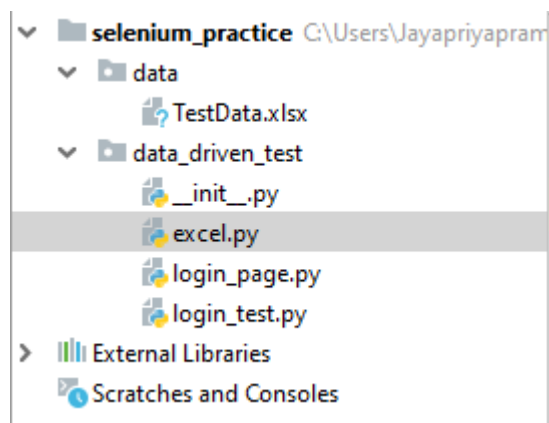 selenium_practice C:\Users\Jayapriyapram
data
TestData.xlsx
data_driven_test
__init__.py
excel.py
login_page.py
login_test.py
External Libraries
Scratches and Consoles